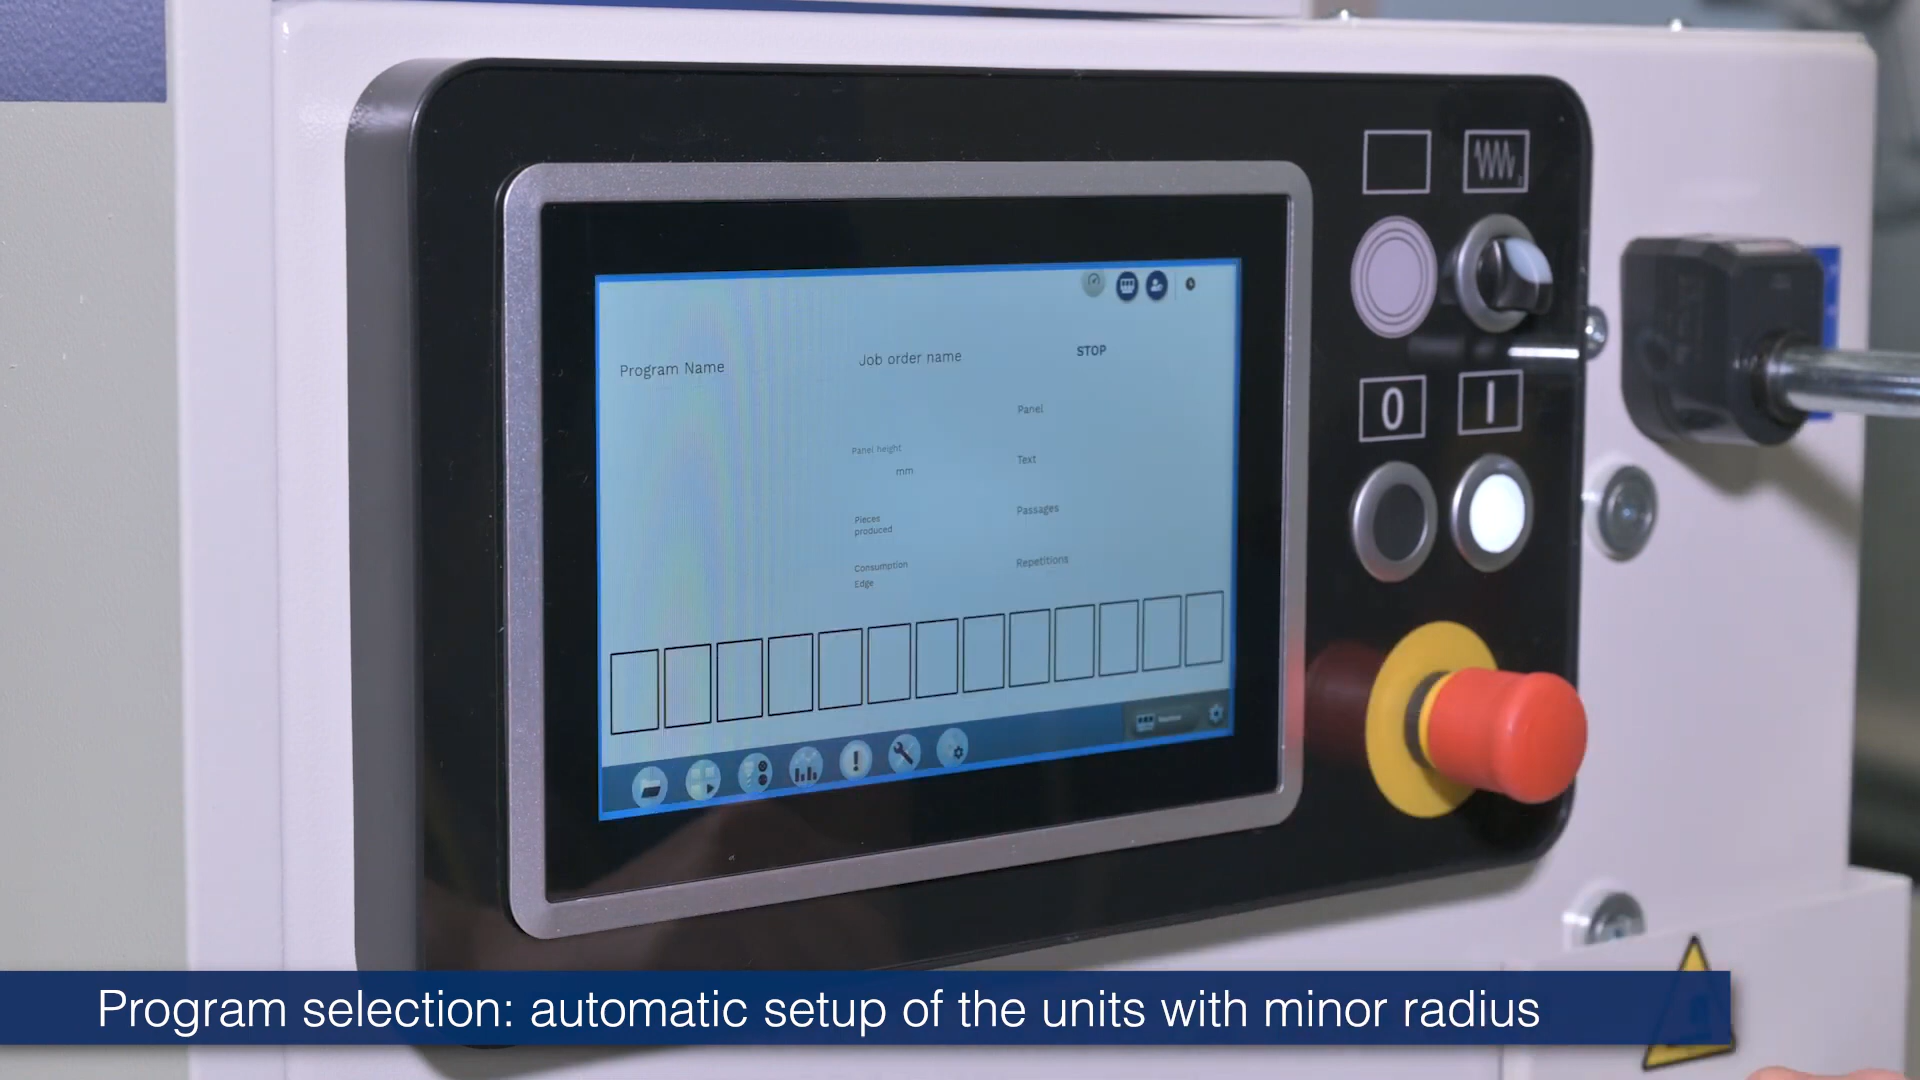 Program Name
Job order name
STOP
Panel
Panel height
mm
Text
Pieces
produced
Passages
Consumption
Edge
Repetitions
0
I
Program selection: automatic setup of the units with minor radius